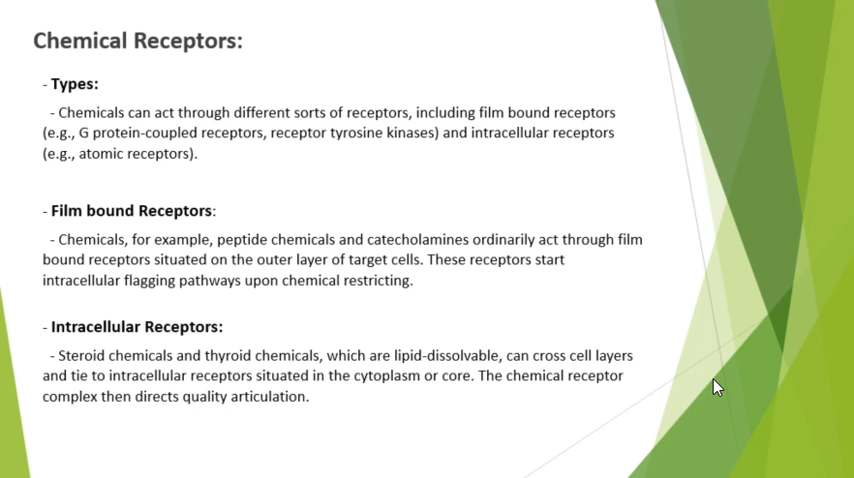 Chemical Receptors:
- Types:
- Chemicals can act through different sorts of receptors, including film bound receptors
(e.g., G protein-coupled receptors, receptor tyrosine kinases) and intracellular receptors
(e.g., atomic receptors).
- Film bound Receptors:
- Chemicals, for example, peptide chemicals and catecholamines ordinarily act through film
bound receptors situated on the outer layer of target cells. These receptors start
intracellular flagging pathways upon chemical restricting.
- Intracellular Receptors:
- Steroid chemicals and thyroid chemicals, which are lipid-dissolvable, can cross cell layers
and tie to intracellular receptors situated in the cytoplasm or core. The chemical receptor
complex then directs quality articulation.